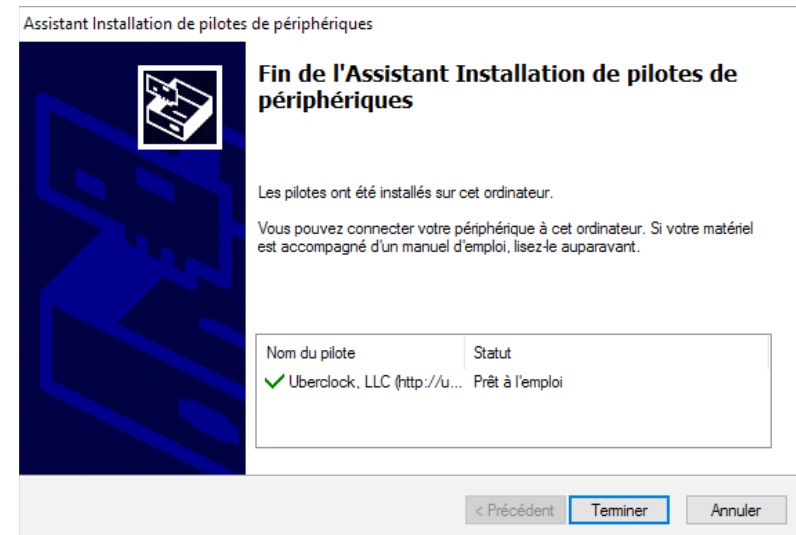 Assistant Installation de pilotes de périphériques
Fin de l'Assistant Installation de pilotes de
périphériques
Les pilotes ont été installés sur cet ordinateur.
Vous pouvez connecter votre périphérique à cet ordinateur. Si votre matériel
est accompagné d'un manuel d'emploi, lisez-le auparavant.
Nom du pilote Statut
Uberclock, LLC (http://u... Prêt à l'emploi
< Précédent Terminer Annuler